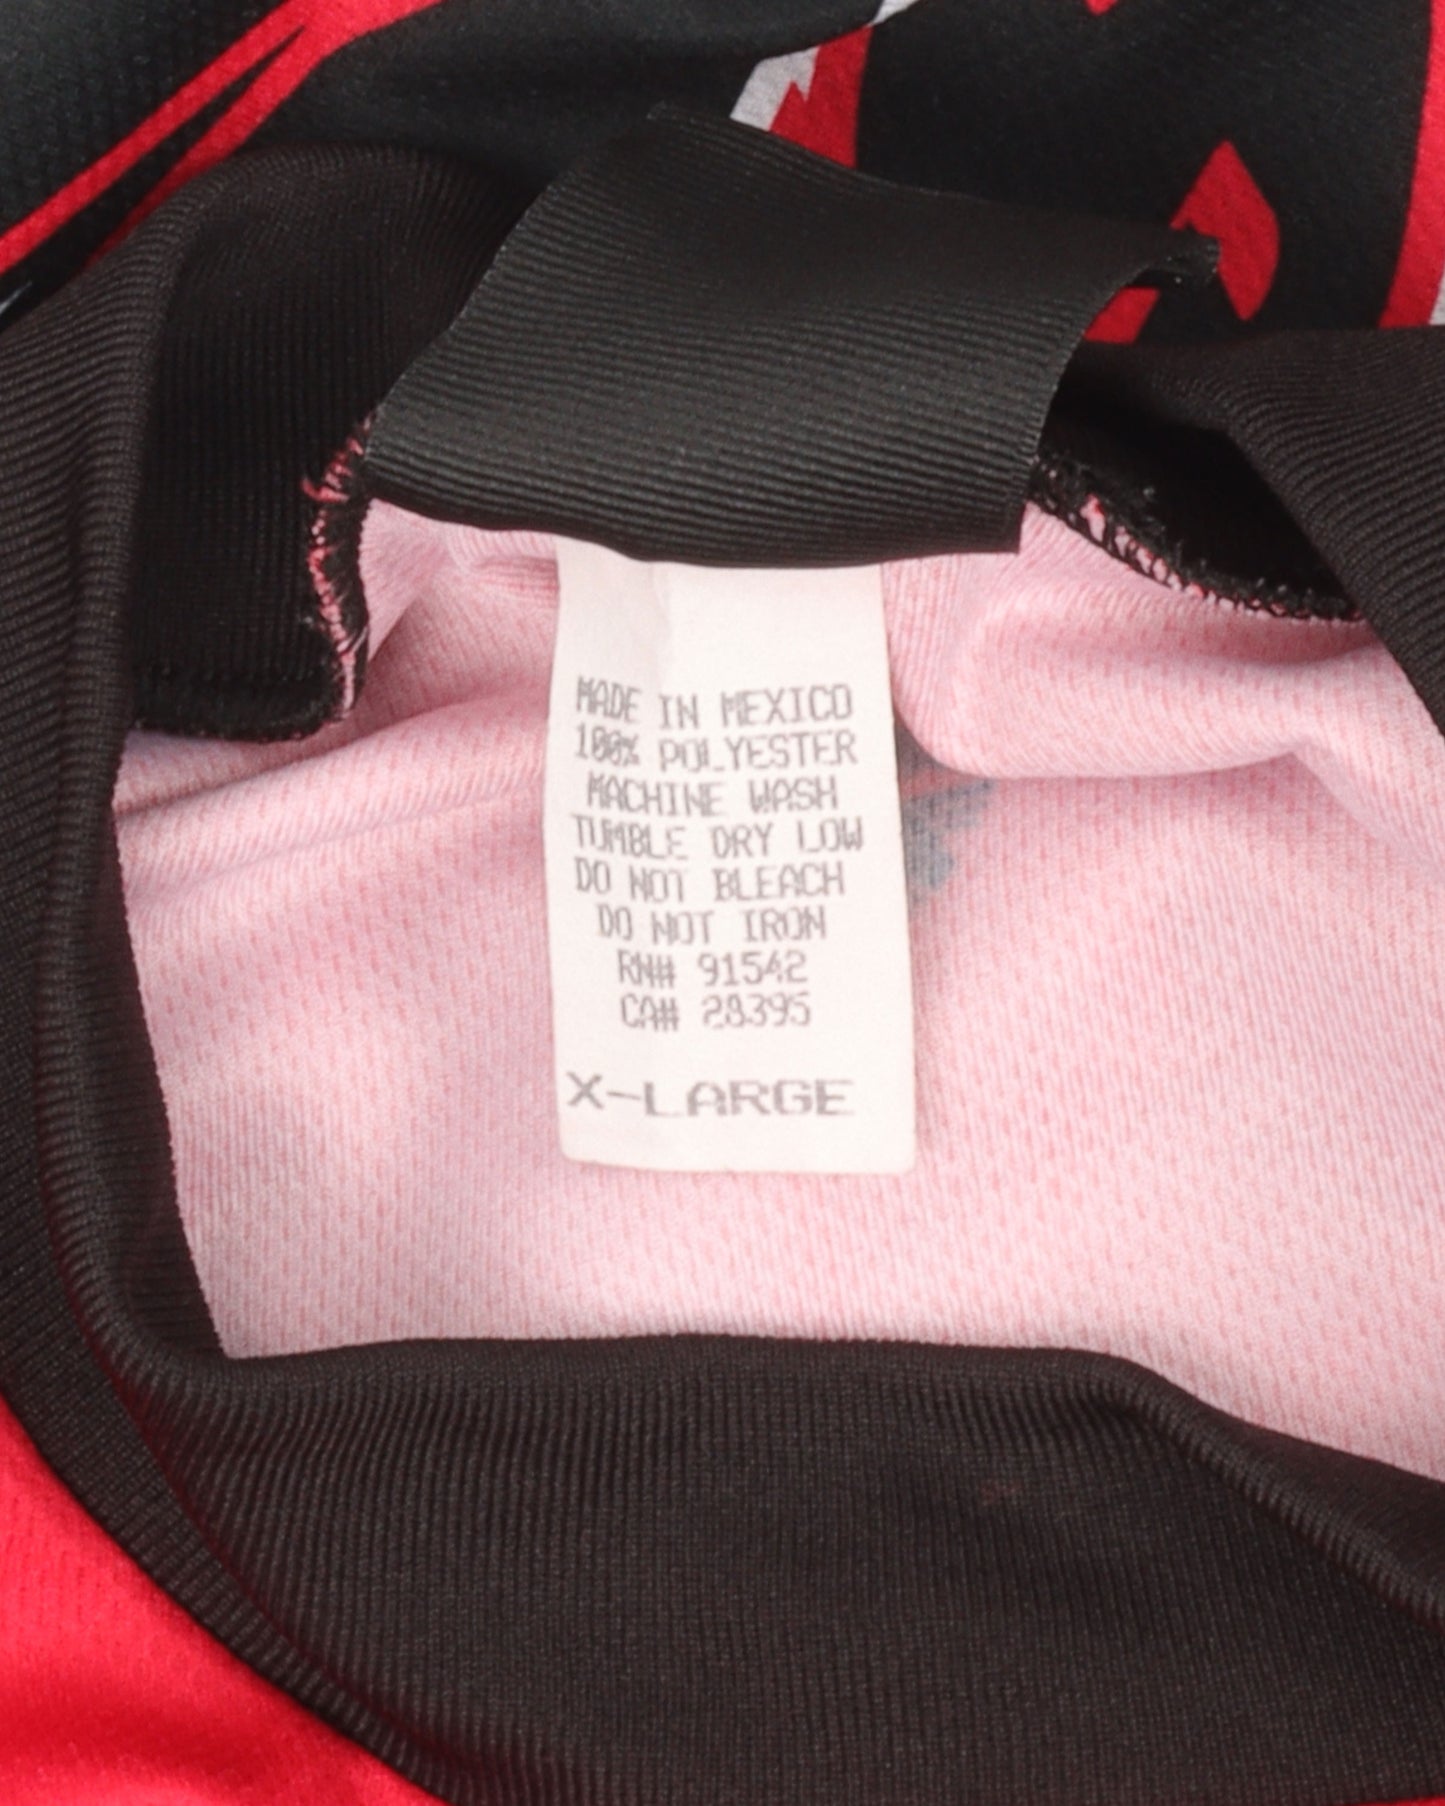 MADE IN MEXICO
100% POLYESTER
MACHINE WASH
TUMBLE DRY LOW
DO NOT BLEACH
DO NOT IRON
RN# 91542
CA# 28395
X-LARGE